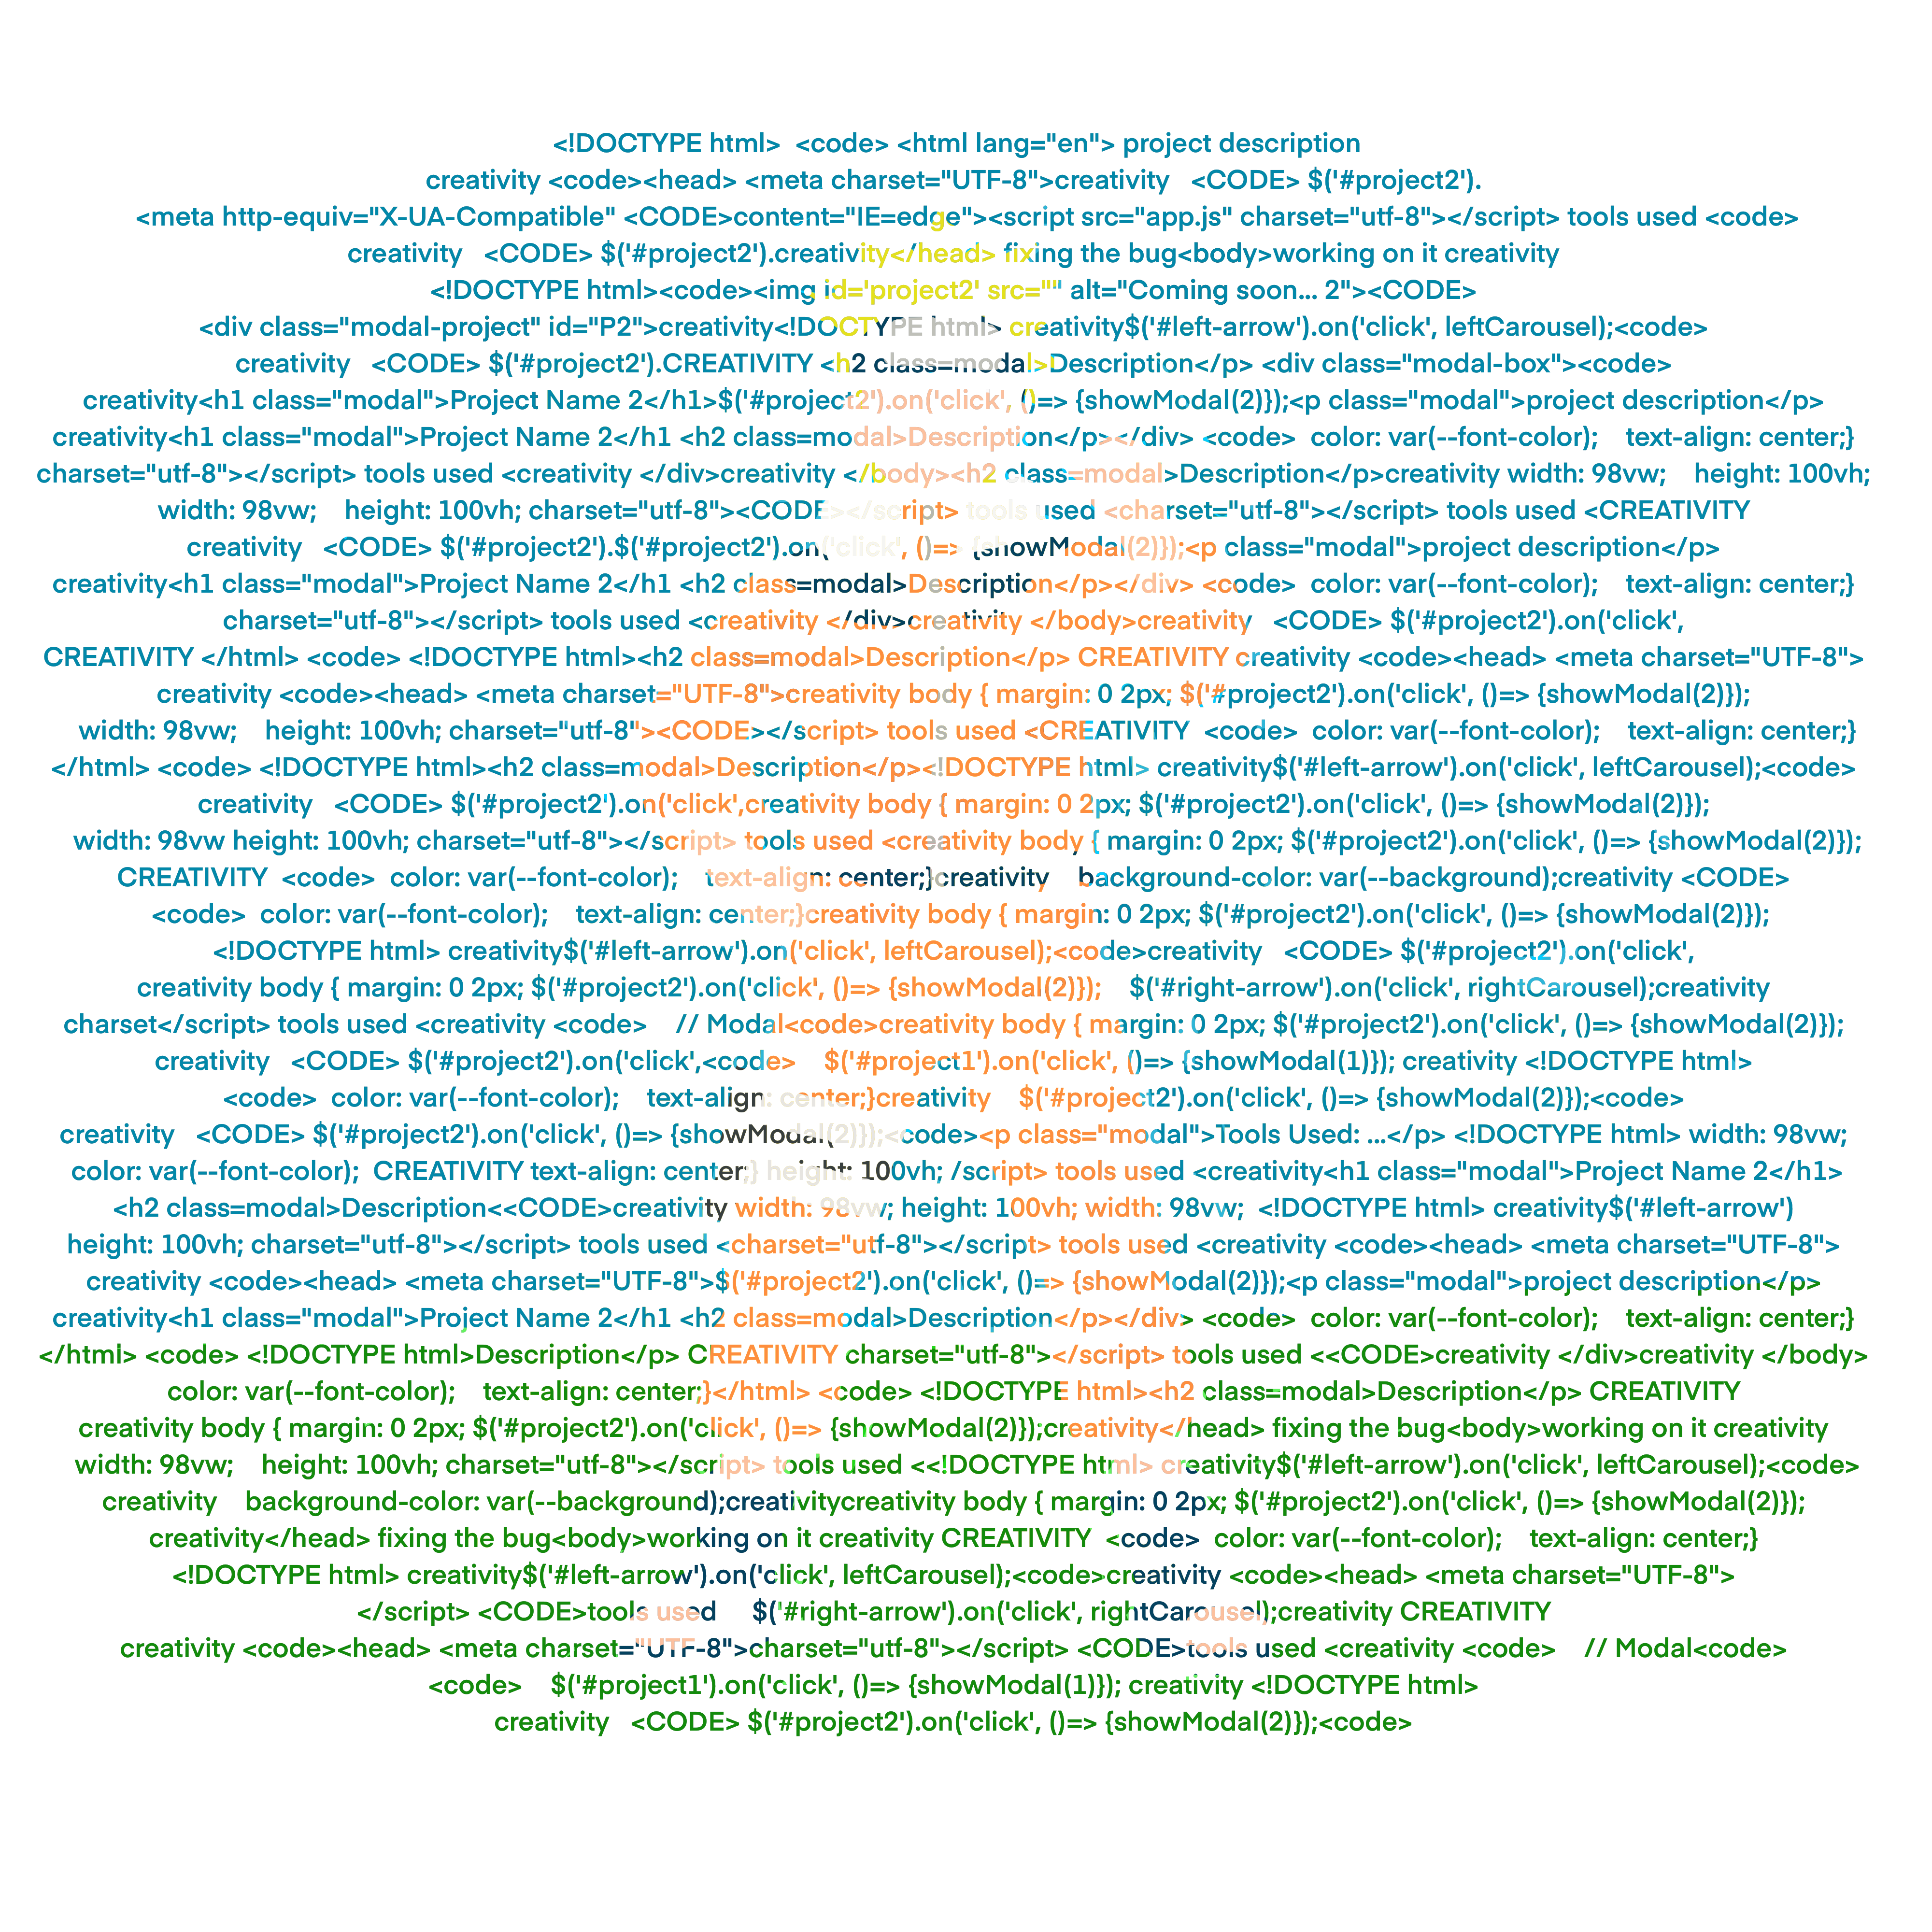 <!DOCTYPE html>  <code> <html lang="en"> project description
creativity <code><head> <meta charset="UTF-8">creativity   <CODE> $('#project2').
<meta http-equiv="X-UA-Compatible" <CODE>content="IE=edge"><script src="app.js" charset="utf-8"></script> tools used <code>
creativity   <CODE> $('#project2').creativity</head> fixing the bug<body>working on it creativity
<!DOCTYPE html><code><img id='project2' src="" alt="Coming soon... 2"><CODE>
<div class="modal-project" id="P2">creativity<!DOCTYPE html> creativity$('#left-arrow').on('click', leftCarousel);<code>
creativity   <CODE> $('#project2').CREATIVITY <h2 class=modal>Description</p> <div class="modal-box"><code>
creativity<h1 class="modal">Project Name 2</h1>$('#project2').on('click', ()=> {showModal(2)});<p class="modal">project description</p>
creativity<h1 class="modal">Project Name 2</h1 <h2 class=modal>Description</p></div> <code>  color: var(--font-color);    text-align: center;}
charset="utf-8"></script> tools used <creativity </div>creativity </body><h2 class=modal>Description</p>creativity width: 98vw;    height: 100vh;
width: 98vw;    height: 100vh; charset="utf-8"><CODE></script> tools used <charset="utf-8"></script> tools used <CREATIVITY
creativity   <CODE> $('#project2').$('#project2').on('click', ()=> {showModal(2)});<p class="modal">project description</p>
creativity<h1 class="modal">Project Name 2</h1 <h2 class=modal>Description</p></div> <code>  color: var(--font-color);    text-align: center;}
charset="utf-8"></script> tools used <creativity </div>creativity </body>creativity   <CODE> $('#project2').on('click',
CREATIVITY </html> <code> <!DOCTYPE html><h2 class=modal>Description</p> CREATIVITY creativity <code><head> <meta charset="UTF-8">
creativity <code><head> <meta charset="UTF-8">creativity body { margin: 0 2px; $('#project2').on('click', ()=> {showModal(2)});
width: 98vw;    height: 100vh; charset="utf-8"><CODE></script> tools used <CREATIVITY  <code>  color: var(--font-color);    text-align: center;}
</html> <code> <!DOCTYPE html><h2 class=modal>Description</p><!DOCTYPE html> creativity$('#left-arrow').on('click', leftCarousel);<code>
creativity   <CODE> $('#project2').on('click',creativity body { margin: 0 2px; $('#project2').on('click', ()=> {showModal(2)});
width: 98vw height: 100vh; charset="utf-8"></script> tools used <creativity body { margin: 0 2px; $('#project2').on('click', ()=> {showModal(2)});
CREATIVITY  <code>  color: var(--font-color);    text-align: center;}creativity    background-color: var(--background);creativity <CODE>
<code>  color: var(--font-color);    text-align: center;}creativity body { margin: 0 2px; $('#project2').on('click', ()=> {showModal(2)});
<!DOCTYPE html> creativity$('#left-arrow').on('click', leftCarousel);<code>creativity   <CODE> $('#project2').on('click',
creativity body { margin: 0 2px; $('#project2').on('click', ()=> {showModal(2)});    $('#right-arrow').on('click', rightCarousel);creativity
charset</script> tools used <creativity <code>    // Modal<code>creativity body { margin: 0 2px; $('#project2').on('click', ()=> {showModal(2)});
creativity   <CODE> $('#project2').on('click',<code>    $('#project1').on('click', ()=> {showModal(1)}); creativity <!DOCTYPE html>
<code>  color: var(--font-color);    text-align: center;}creativity    $('#project2').on('click', ()=> {showModal(2)});<code>
creativity   <CODE> $('#project2').on('click', ()=> {showModal(2)});<code><p class="modal">Tools Used: ...</p> <!DOCTYPE html> width: 98vw;
color: var(--font-color);  CREATIVITY text-align: center;} height: 100vh; /script> tools used <creativity<h1 class="modal">Project Name 2</h1>
<h2 class=modal>Description<<CODE>creativity width: 98vw; height: 100vh; width: 98vw;  <!DOCTYPE html> creativity$('#left-arrow')
height: 100vh; charset="utf-8"></script> tools used <charset="utf-8"></script> tools used <creativity <code><head> <meta charset="UTF-8">
creativity <code><head> <meta charset="UTF-8">$('#project2').on('click', ()=> {showModal(2)});<p class="modal">project description</p>
creativity<h1 class="modal">Project Name 2</h1 <h2 class=modal>Description</p></div> <code>  color: var(--font-color);    text-align: center;}
</html> <code> <!DOCTYPE html>Description</p> CREATIVITY charset="utf-8"></script> tools used <<CODE>creativity </div>creativity </body>
color: var(--font-color);    text-align: center;}</html> <code> <!DOCTYPE html><h2 class=modal>Description</p> CREATIVITY
creativity body { margin: 0 2px; $('#project2').on('click', ()=> {showModal(2)});creativity</head> fixing the bug<body>working on it creativity
width: 98vw;    height: 100vh; charset="utf-8"></script> tools used <<!DOCTYPE html> creativity$('#left-arrow').on('click', leftCarousel);<code>
creativity    background-color: var(--background);creativitycreativity body { margin: 0 2px; $('#project2').on('click', ()=> {showModal(2)});
creativity</head> fixing the bug<body>working on it creativity CREATIVITY  <code>  color: var(--font-color);    text-align: center;}
<!DOCTYPE html> creativity$('#left-arrow').on('click', leftCarousel);<code>creativity <code><head> <meta charset="UTF-8">
</script> <CODE>tools used     $('#right-arrow').on('click', rightCarousel);creativity CREATIVITY
creativity <code><head> <meta charset="UTF-8">charset="utf-8"></script> <CODE>tools used <creativity <code>    // Modal<code>
<code>    $('#project1').on('click', ()=> {showModal(1)}); creativity <!DOCTYPE html>
creativity   <CODE> $('#project2').on('click', ()=> {showModal(2)});<code>